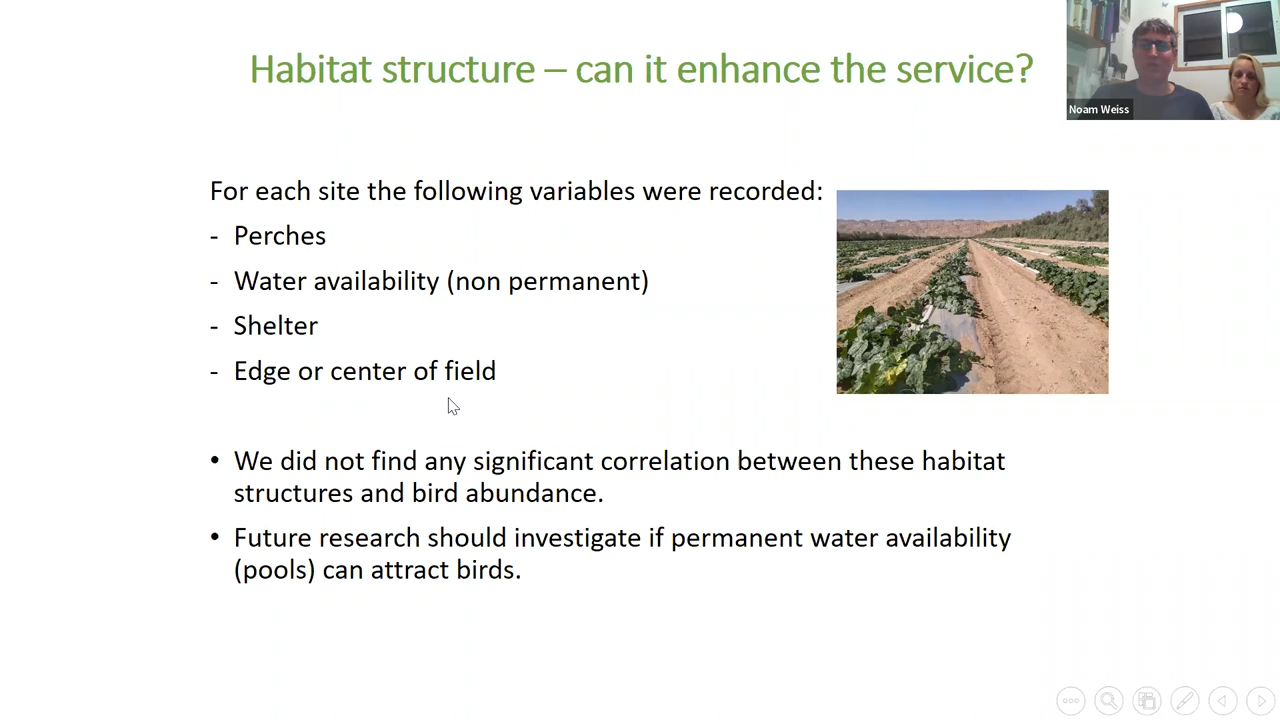 Habitat structure – can it enhance the service?
Noam Weiss
For each site the following variables were recorded:
- Perches
- Water availability (non permanent)
- Shelter
- Edge or center of field
• We did not find any significant correlation between these habitat
structures and bird abundance.
• Future research should investigate if permanent water availability
(pools) can attract birds.